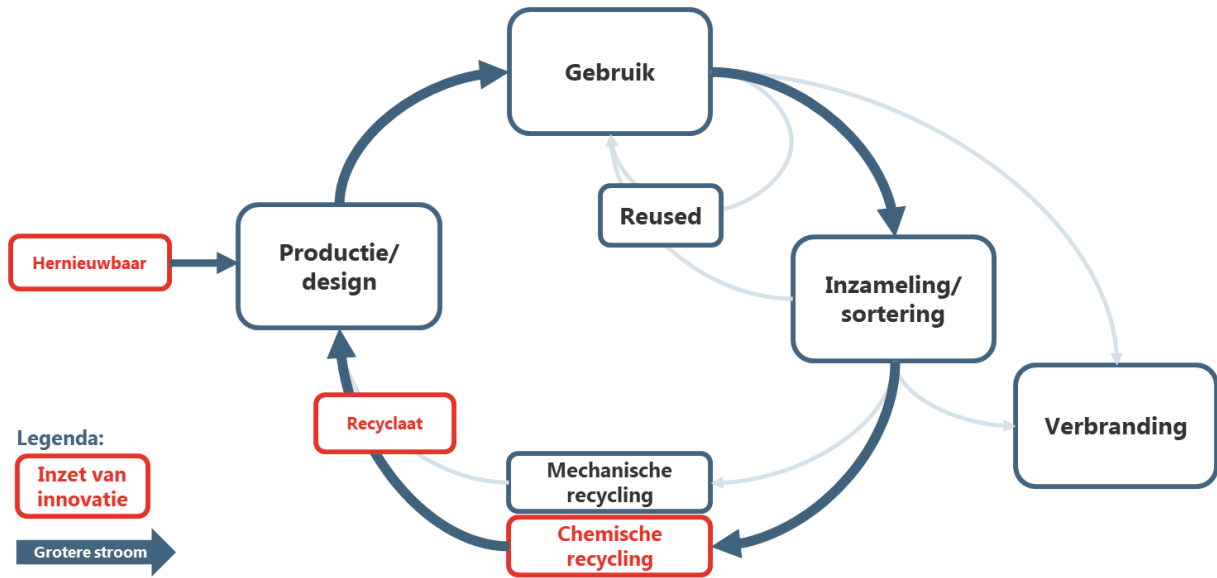 Gebruik
Reused
Productie/
design
Hernieuwbaar
Inzameling/
sortering
Verbranding
Recyclaat
Mechanische
recycling
Chemische
recycling
Legenda:
Inzet van
innovatie
Grotere stroom